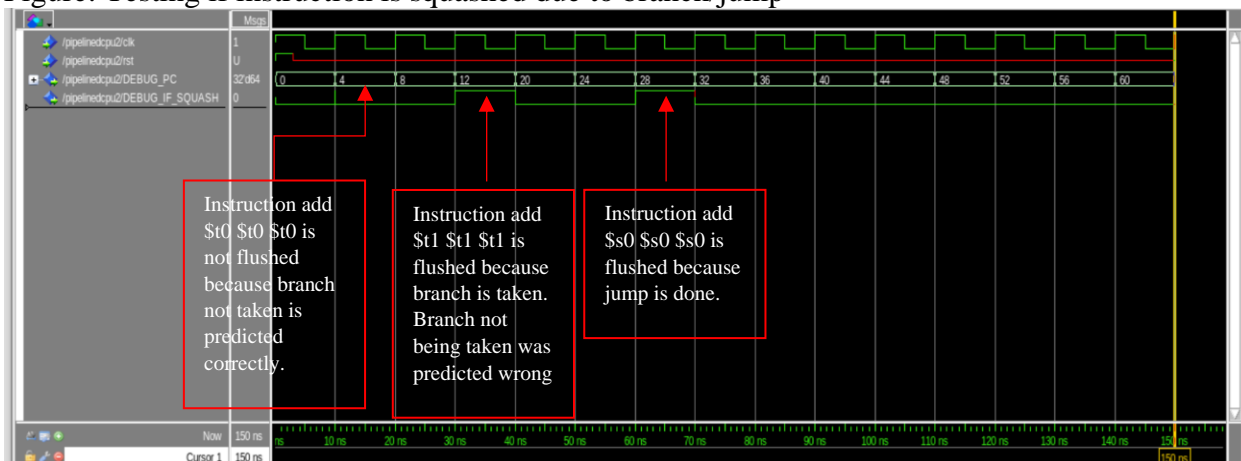 Figure: Testing if instruction is squashed due to branch/jump
Msgs
/pipelinedcpu2/clk 1
/pipelinedcpu2/rst U
/pipelinedcpu2/DEBUG_PC 32'd64 0 4 8 12 20 24 28 32 36 40 44 48 52 56 60
/pipelinedcpu2/DEBUG_IF_SQUASH 0
Instruction add
$t0 $t0 $t0 is
not flushed
because branch
not taken is
predicted
correctly.
Instruction add
$t1 $t1 $t1 is
flushed because
branch is taken.
Branch not
being taken was
predicted wrong
Instruction add
$s0 $s0 $s0 is
flushed because
jump is done.
Now 150 ns ns 10 ns 20 ns 30 ns 40 ns 50 ns 60 ns 70 ns 80 ns 90 ns 100 ns 110 ns 120 ns 130 ns 140 ns 150 ns
Cursor 1 150 ns 150 ns